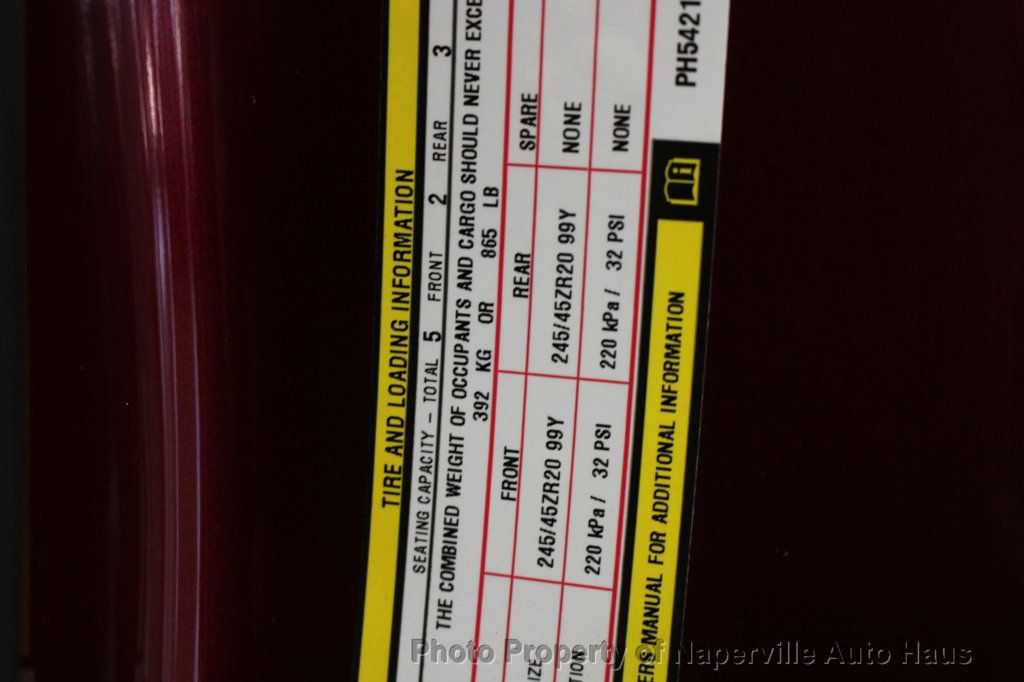 TIRE AND LOADING INFORMATION
SEATING CAPACITY – TOTAL 5 FRONT 2 REAR 3
THE COMBINED WEIGHT OF OCCUPANTS AND CARGO SHOULD NEVER EXCE
392 KG OR 865 LB
FRONT REAR SPARE
IZE 245/45ZR20 99Y 245/45ZR20 99Y NONE
TION 220 kPa / 32 PSI 220 kPa / 32 PSI NONE
ERS MANUAL FOR ADDITIONAL INFORMATION
PH5421
Photo Property of Naperville Auto Haus